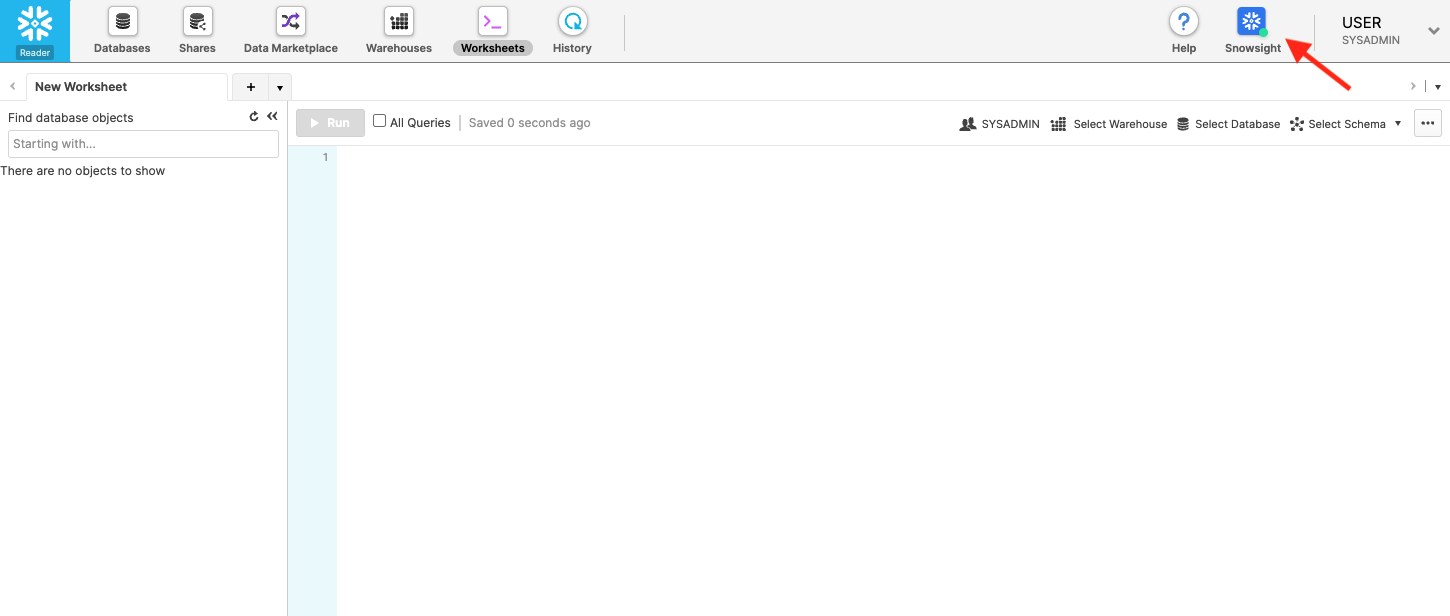 Reader
Databases
Shares
Data Marketplace
Warehouses
Worksheets
History
Help
Snowsight
USER
SYSADMIN
New Worksheet
Find database objects
Starting with...
There are no objects to show
Run
All Queries
Saved 0 seconds ago
SYSADMIN
Select Warehouse
Select Database
Select Schema
1